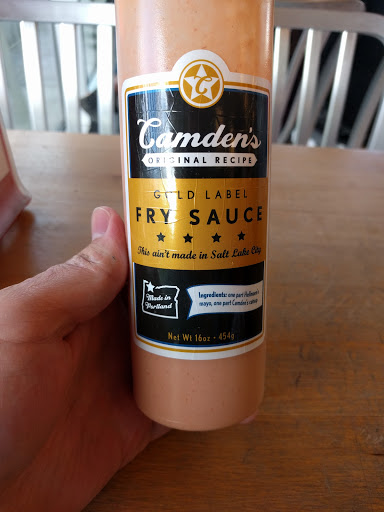 C
Camden's
ORIGINAL RECIPE
GOLD LABEL
FRY SAUCE
This ain't made in Salt Lake City
Made in
Portland
Ingredients: one part Hellmann's
mayo, one part Camden's catsup
Net Wt 16oz • 454g